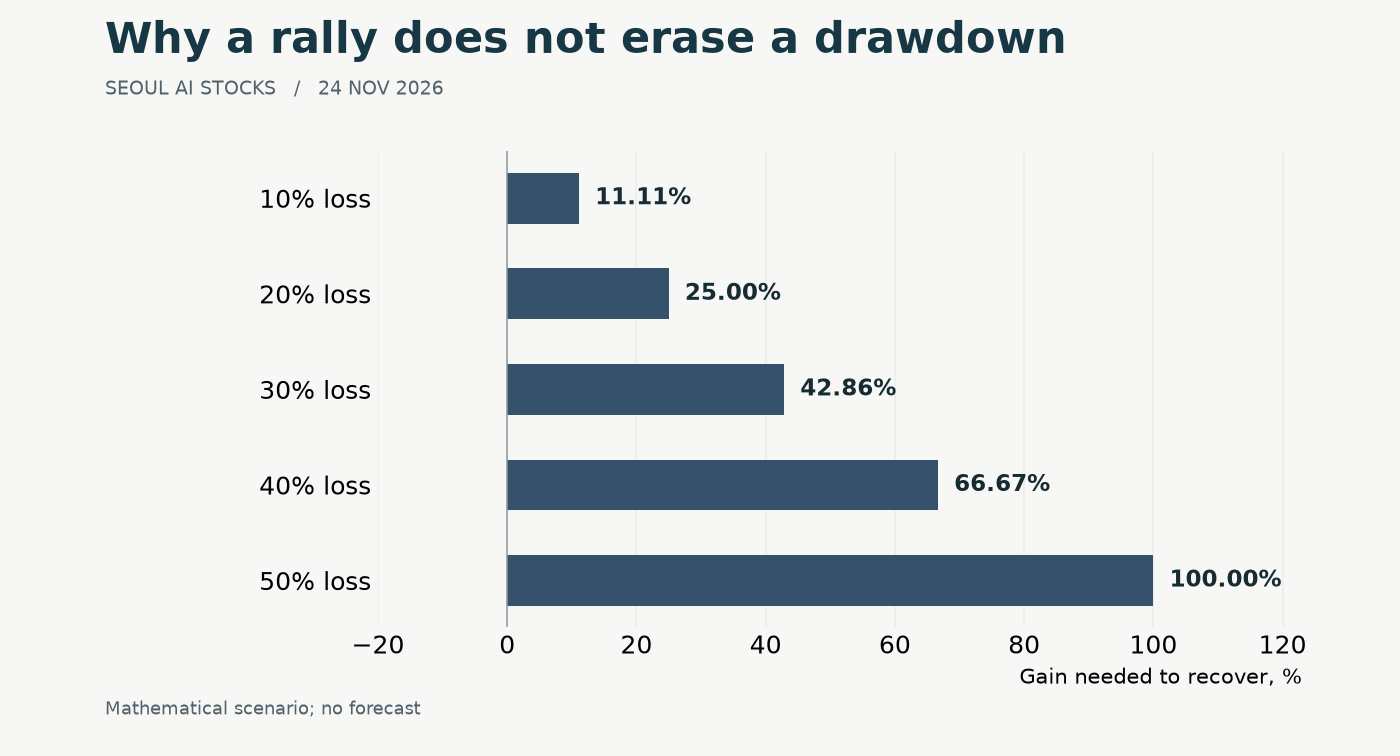 Why a rally does not erase a drawdown
SEOUL AI STOCKS / 24 NOV 2026
10% loss 11.11%
20% loss 25.00%
30% loss 42.86%
40% loss 66.67%
50% loss 100.00%
−20 0 20 40 60 80 100 120
Gain needed to recover, %
Mathematical scenario; no forecast